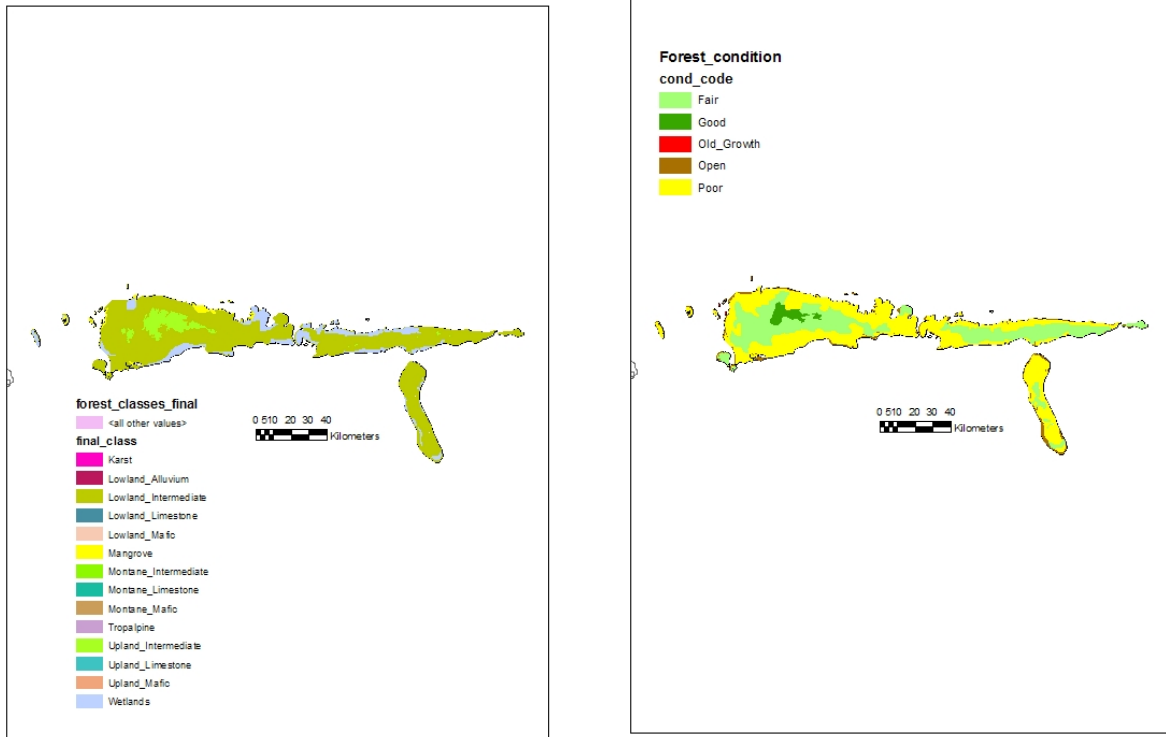 forest_classes_final
<all other values>
final_class
Karst
Lowland_Alluvium
Lowland_Intermediate
Lowland_Limestone
Lowland_Mafic
Mangrove
Montane_Intermediate
Montane_Limestone
Montane_Mafic
Tropalpine
Upland_Intermediate
Upland_Limestone
Upland_Mafic
Wetlands
0 510 20 30 40
Kilometers
Forest_condition
cond_code
Fair
Good
Old_Growth
Open
Poor
0 510 20 30 40
Kilometers